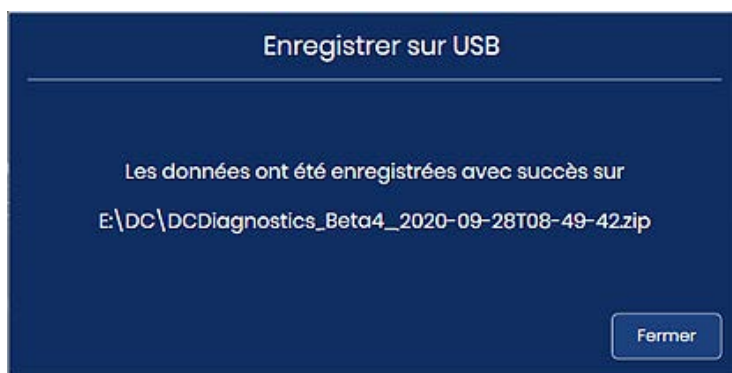 Enregistrer sur USB
Les données ont été enregistrées avec succès sur
E:\DC\DCDiagnostics_Beta4_2020-09-28T08-49-42.zip
Fermer